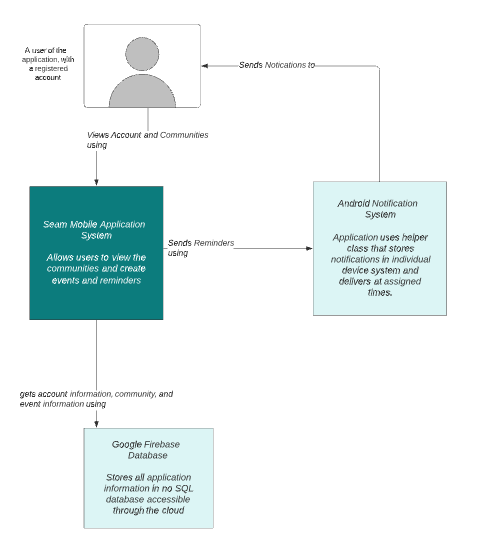 A user of the
application, with
a registered
account
Sends Notications to
Views Account and Communities
using
Seam Mobile Application
System
Allows users to view the
communities and create
events and reminders
Sends Reminders
using
Android Notification
System
Application uses helper
class that stores
notifications in individual
device system and
delivers at assigned
times.
gets account information, community, and
event information using
Google Firebase
Database
Stores all application
information in no SQL
database accessible
through the cloud